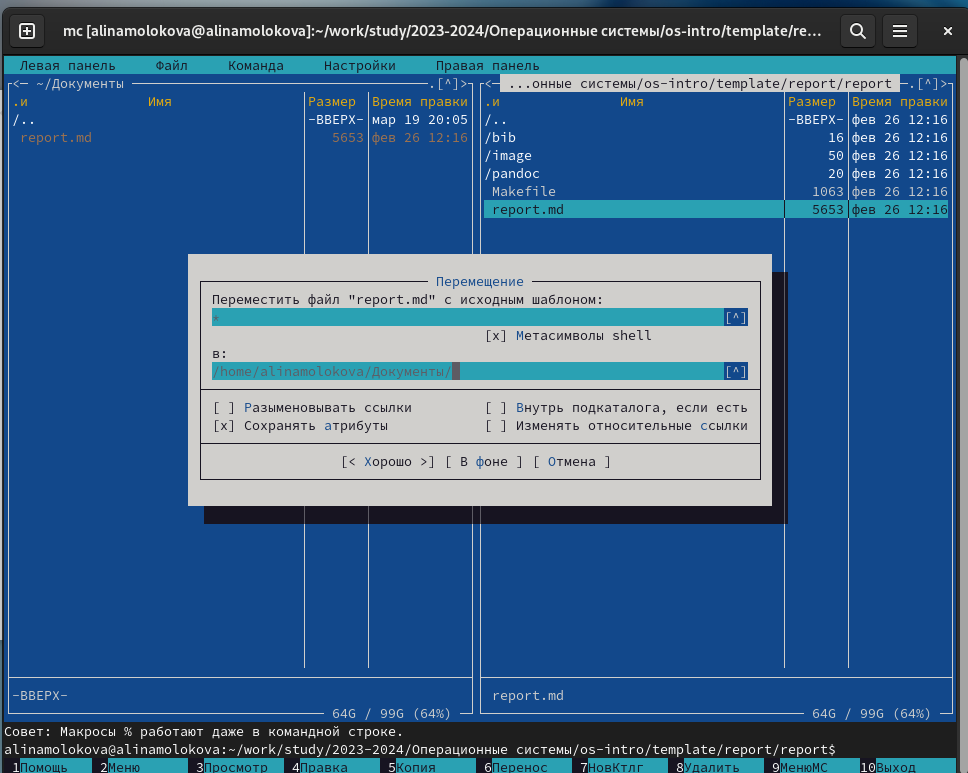 mc [alinamolokova@alinamolokova]:~/work/study/2023-2024/Операционные системы/os-intro/template/re...
Левая панель Файл Команда Настройки Правая панель
<— ~/Документы .[^]>
.и Имя Размер Время правки
/.. -ВВЕРХ- мар 19 20:05
report.md 5653 фев 26 12:16
<— ...онные системы/os-intro/template/report/report .[^]>
.и Имя Размер Время правки
/.. -ВВЕРХ- фев 26 12:16
/bib 16 фев 26 12:16
/image 50 фев 26 12:16
/pandoc 20 фев 26 12:16
Makefile 1063 фев 26 12:16
report.md 5653 фев 26 12:16
Перемещение
Переместить файл "report.md" с исходным шаблоном:
* [^]
[x] Метасимволы shell
в:
/home/alinamolokova/Документы/ [^]
[ ] Разыменовывать ссылки [ ] Внутрь подкаталога, если есть
[x] Сохранять атрибуты [ ] Изменять относительные ссылки
[< Хорошо >] [ В фоне ] [ Отмена ]
-ВВЕРХ- report.md
64G / 99G (64%) 64G / 99G (64%)
Совет: Макросы % работают даже в командной строке.
alinamolokova@alinamolokova:~/work/study/2023-2024/Операционные системы/os-intro/template/report/report$
1Помощь 2Меню 3Просмотр 4Правка 5Копия 6Перенос 7НовКтлг 8Удалить 9МенюМС 10Выход